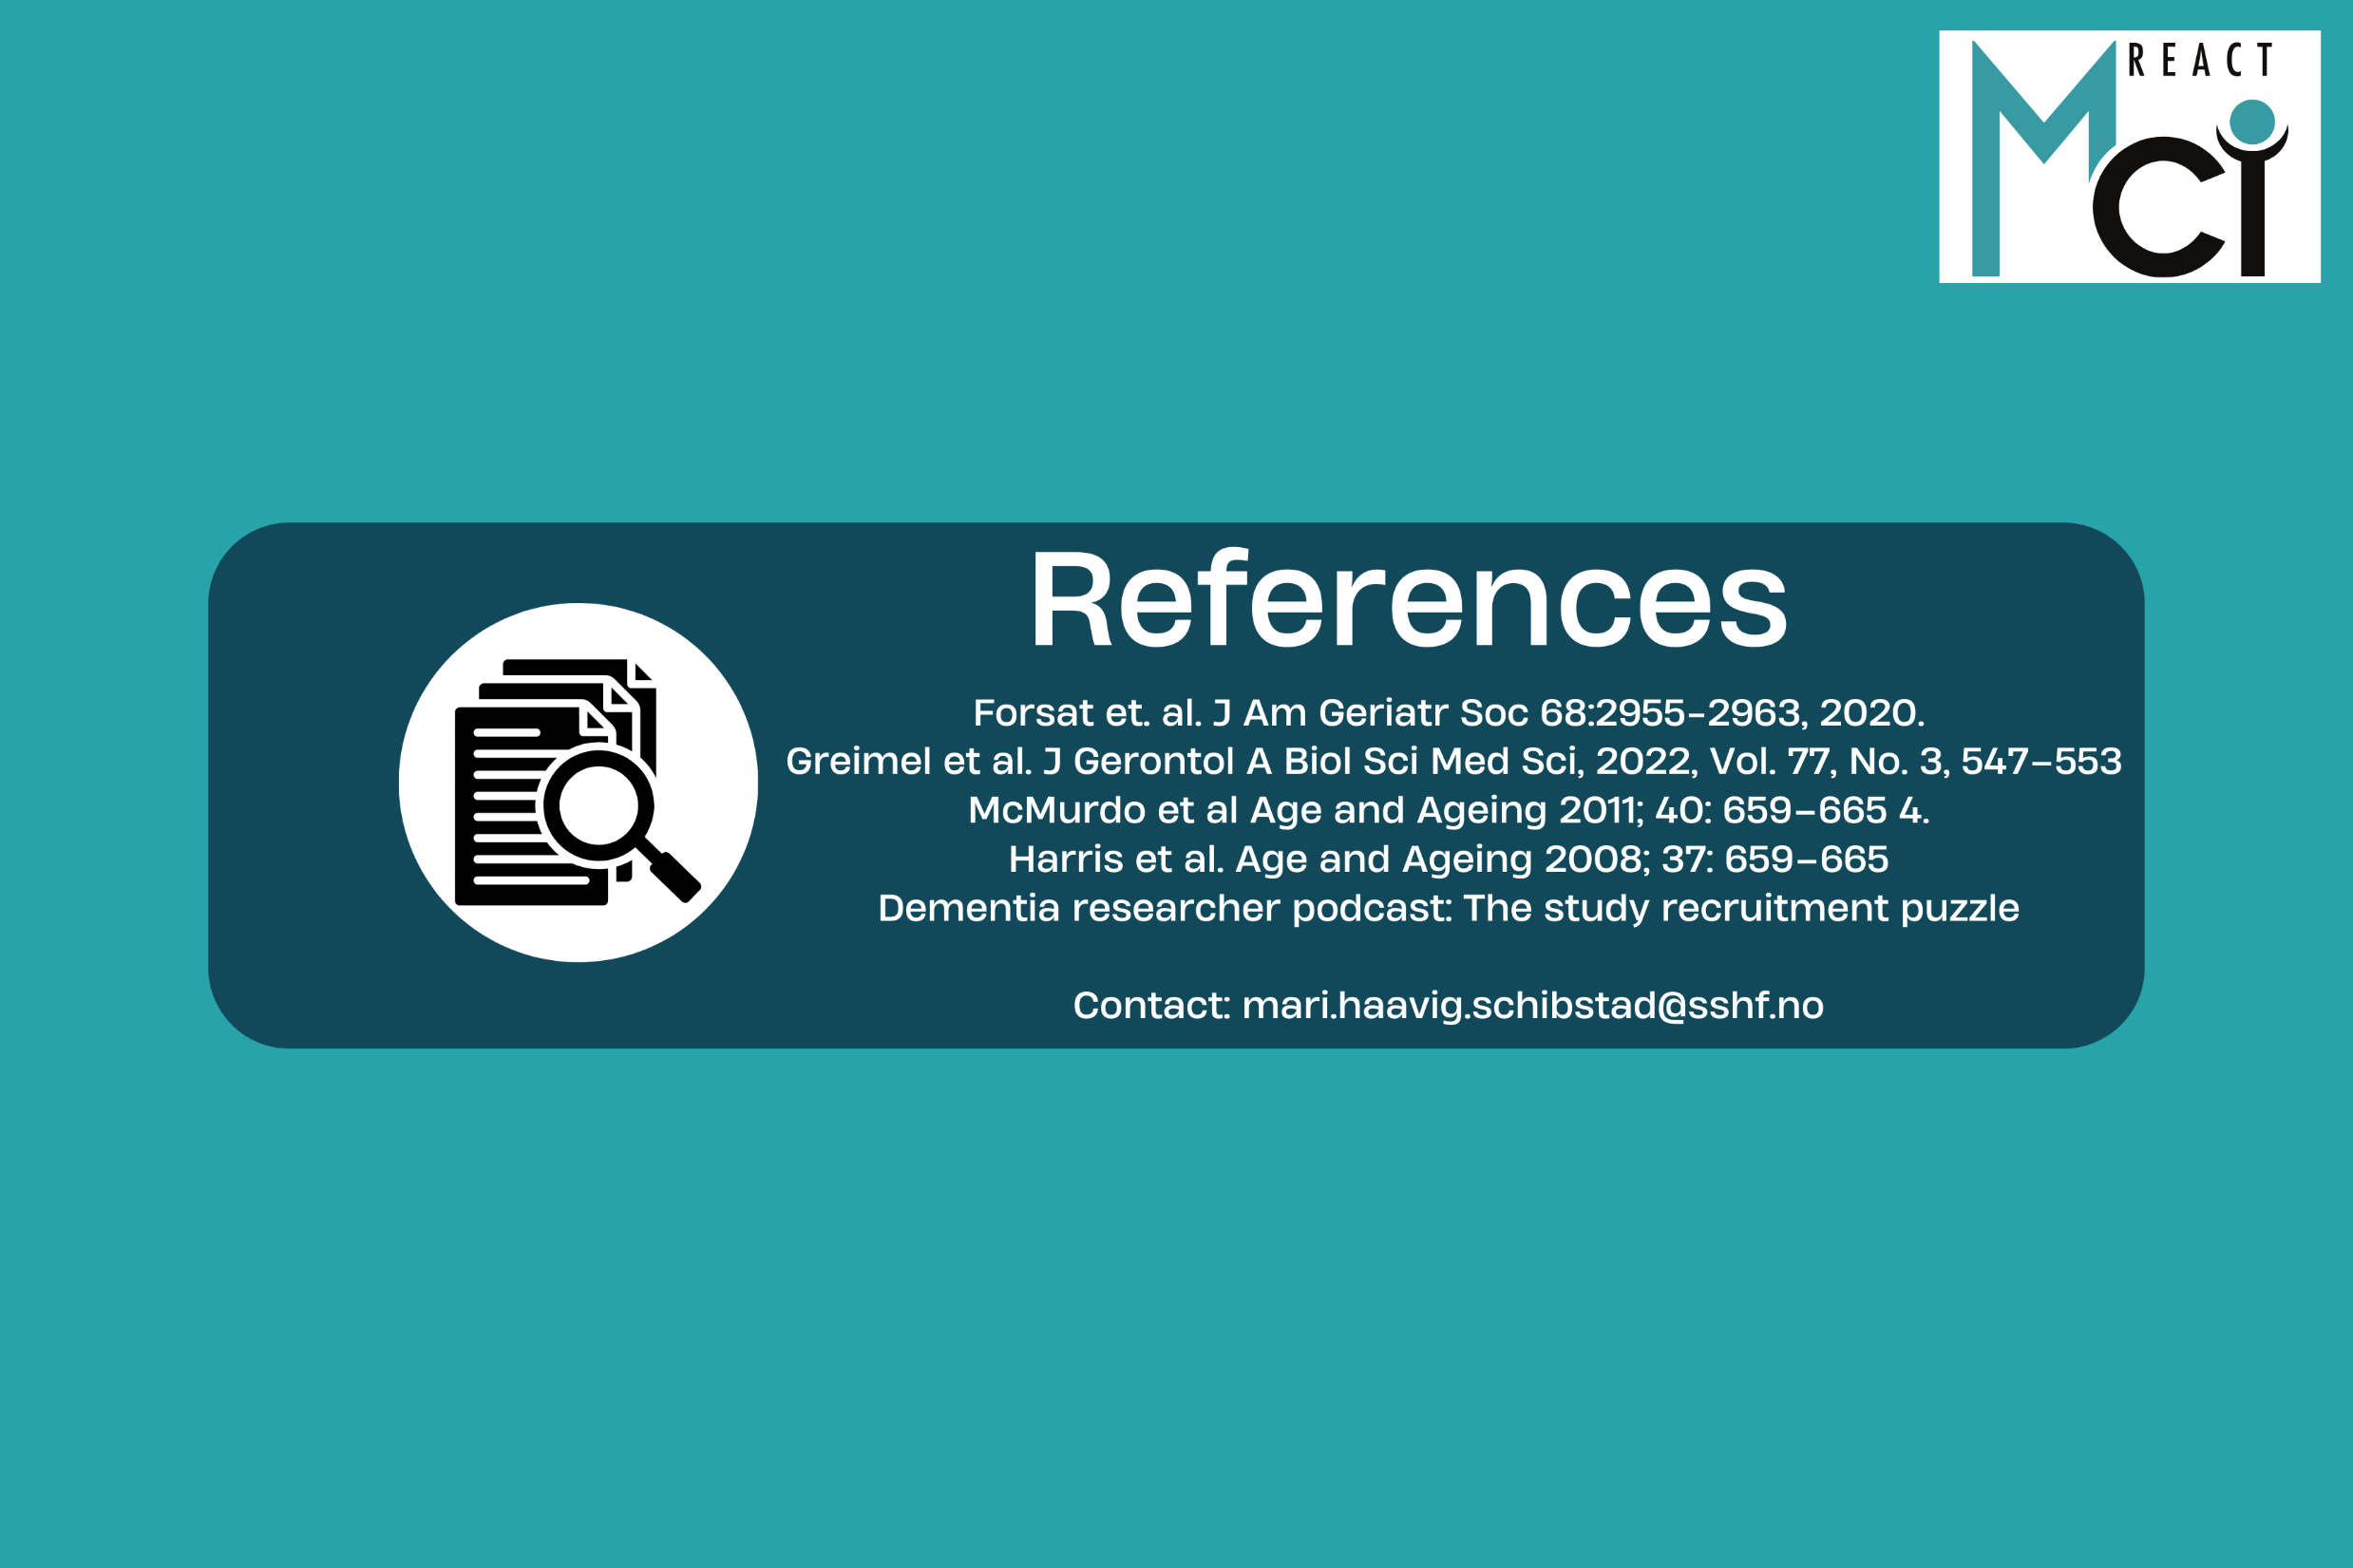 REACT
Mci
References
Forsat et. al. J Am Geriatr Soc 68:2955–2963, 2020.
Greimel et al. J Gerontol A Biol Sci Med Sci, 2022, Vol. 77, No. 3, 547–553
McMurdo et al Age and Ageing 2011; 40: 659–665 4.
Harris et al. Age and Ageing 2008; 37: 659–665
Dementia researcher podcast: The study recruitment puzzle
Contact: mari.haavig.schibstad@sshf.no